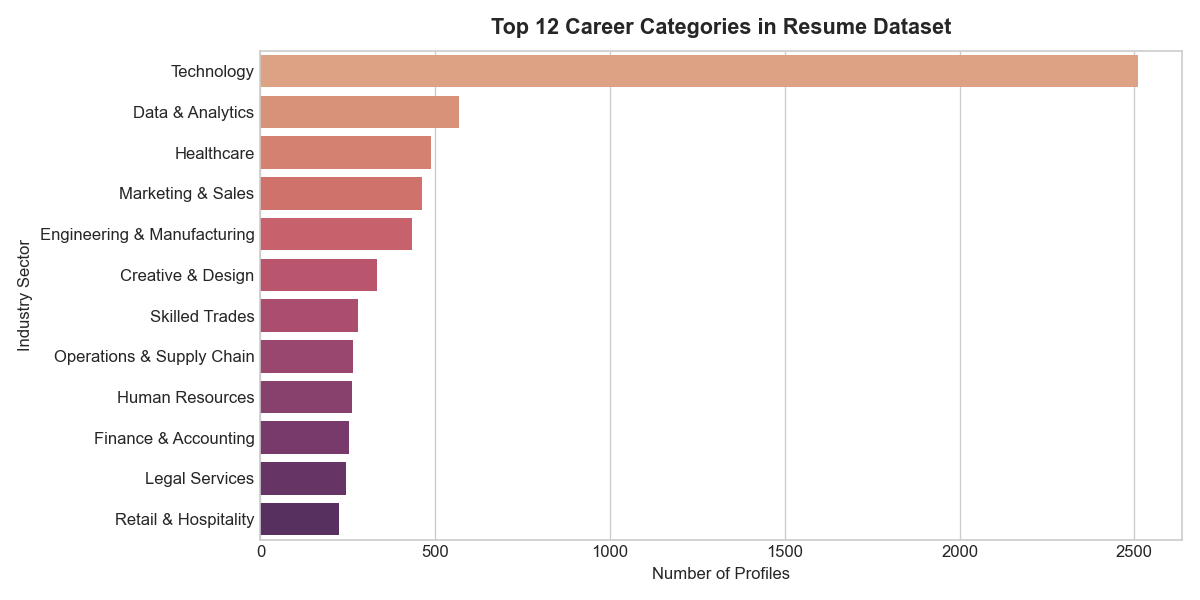 Top 12 Career Categories in Resume Dataset
Industry Sector
Technology
Data & Analytics
Healthcare
Marketing & Sales
Engineering & Manufacturing
Creative & Design
Skilled Trades
Operations & Supply Chain
Human Resources
Finance & Accounting
Legal Services
Retail & Hospitality
0 500 1000 1500 2000 2500
Number of Profiles